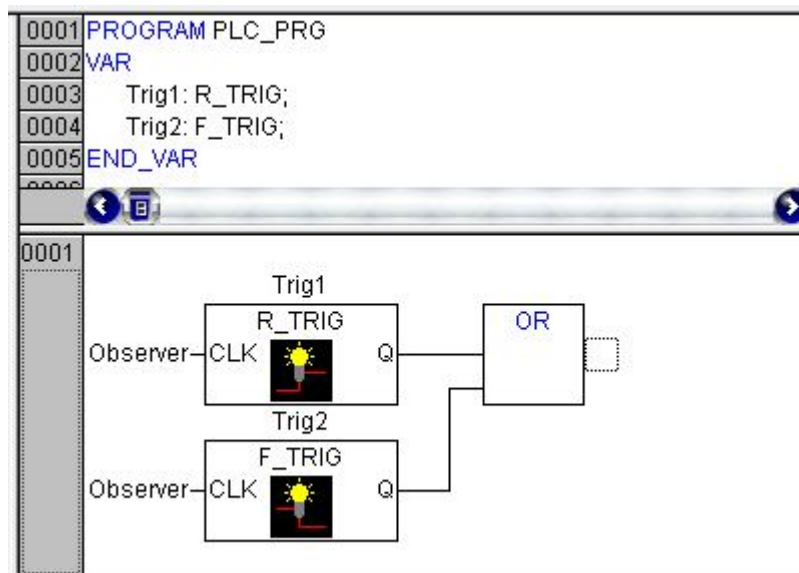 0001 PROGRAM PLC_PRG
0002 VAR
0003 Trig1: R_TRIG;
0004 Trig2: F_TRIG;
0005 END_VAR
0001
Trig1
R_TRIG
OR
Observer CLK Q
Trig2
F_TRIG
Observer CLK Q